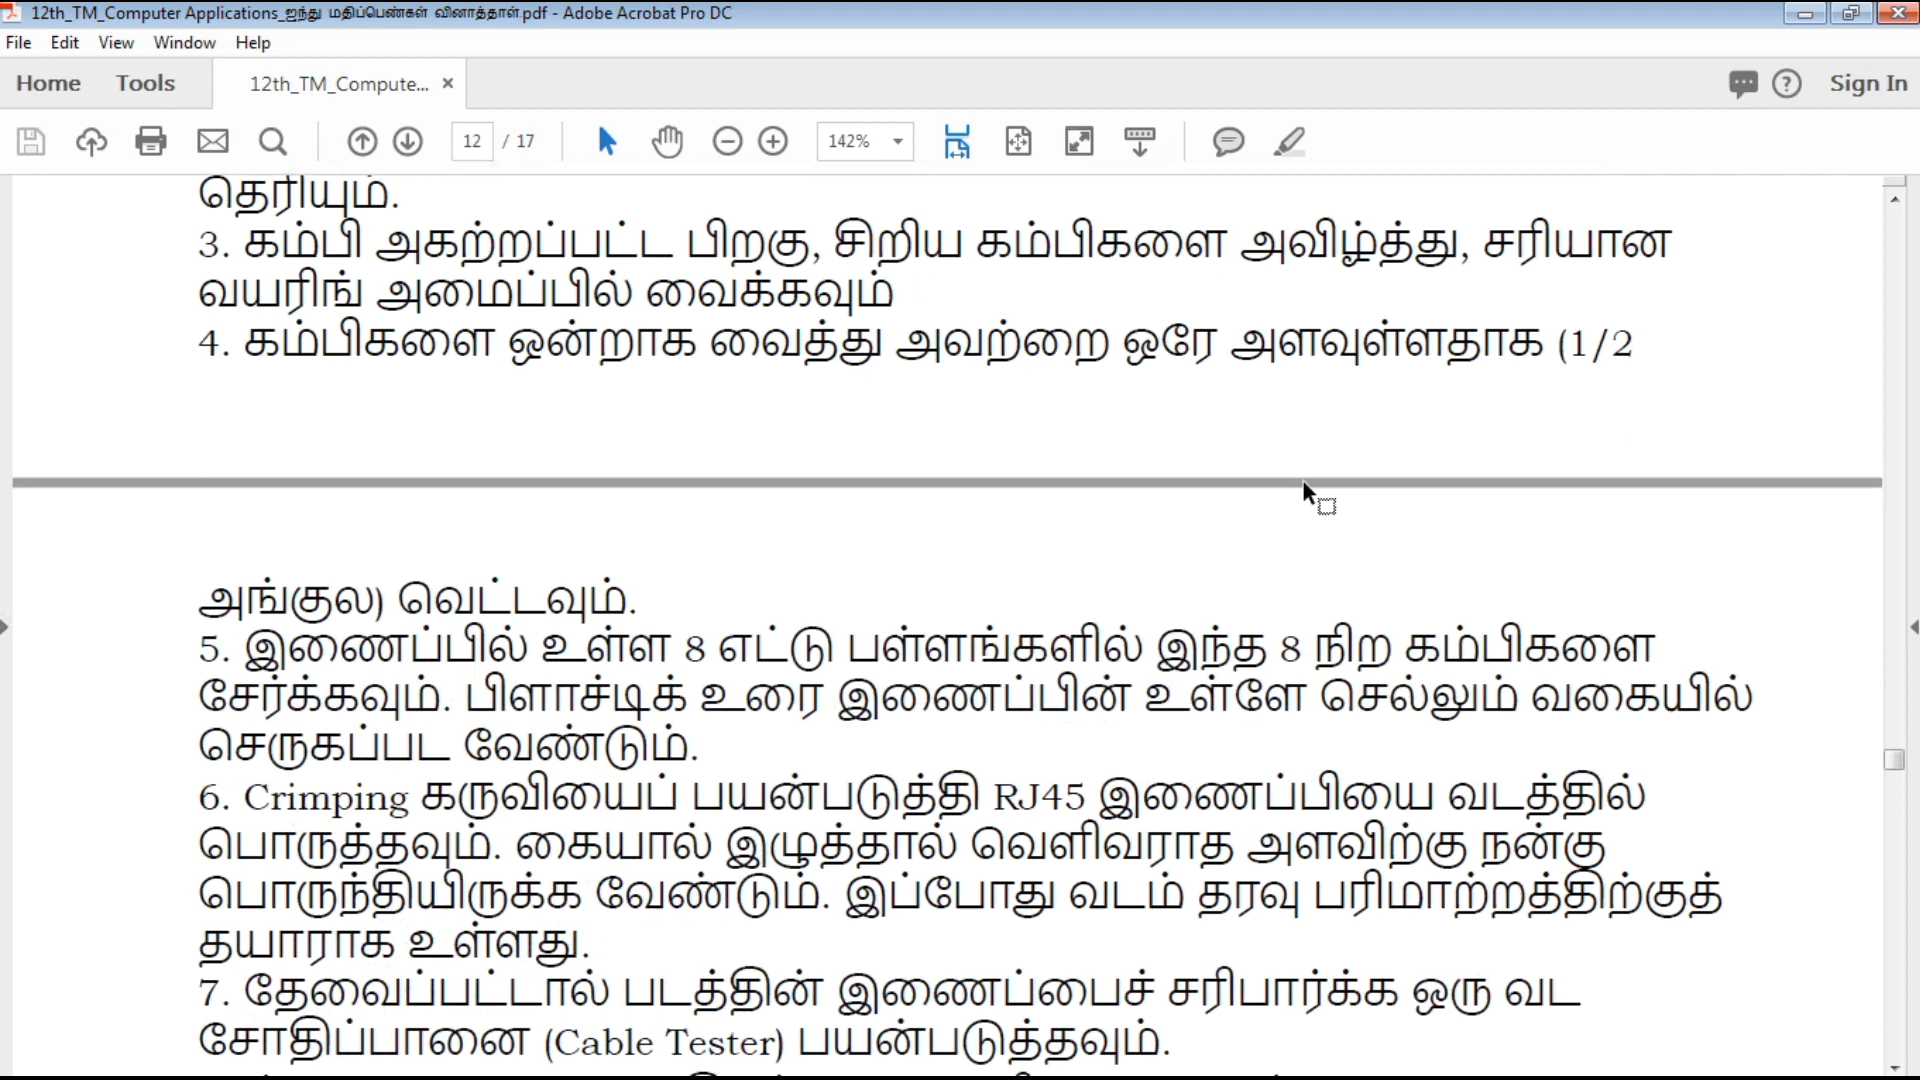 12th_TM_Computer Applications_ஐந்து மதிப்பெண்கள் வினாத்தாள்.pdf - Adobe Acrobat Pro DC
File Edit View Window Help
Home Tools 12th_TM_Compute... Sign In
12 / 17 142%
தெரியும்.
3. கம்பி அகற்றப்பட்ட பிறகு, சிறிய கம்பிகளை அவிழ்த்து, சரியான
வயரிங் அமைப்பில் வைக்கவும்
4. கம்பிகளை ஒன்றாக வைத்து அவற்றை ஒரே அளவுள்ளதாக (1/2
அங்குல) வெட்டவும்.
5. இணைப்பில் உள்ள 8 எட்டு பள்ளங்களில் இந்த 8 நிற கம்பிகளை
சேர்க்கவும். பிளாச்டிக் உரை இணைப்பின் உள்ளே செல்லும் வகையில்
செருகப்பட வேண்டும்.
6. Crimping கருவியைப் பயன்படுத்தி RJ45 இணைப்பியை வடத்தில்
பொருத்தவும். கையால் இழுத்தால் வெளிவராத அளவிற்கு நன்கு
பொருந்தியிருக்க வேண்டும். இப்போது வடம் தரவு பரிமாற்றத்திற்குத்
தயாராக உள்ளது.
7. தேவைப்பட்டால் படத்தின் இணைப்பைச் சரிபார்க்க ஒரு வட
சோதிப்பானை (Cable Tester) பயன்படுத்தவும்.